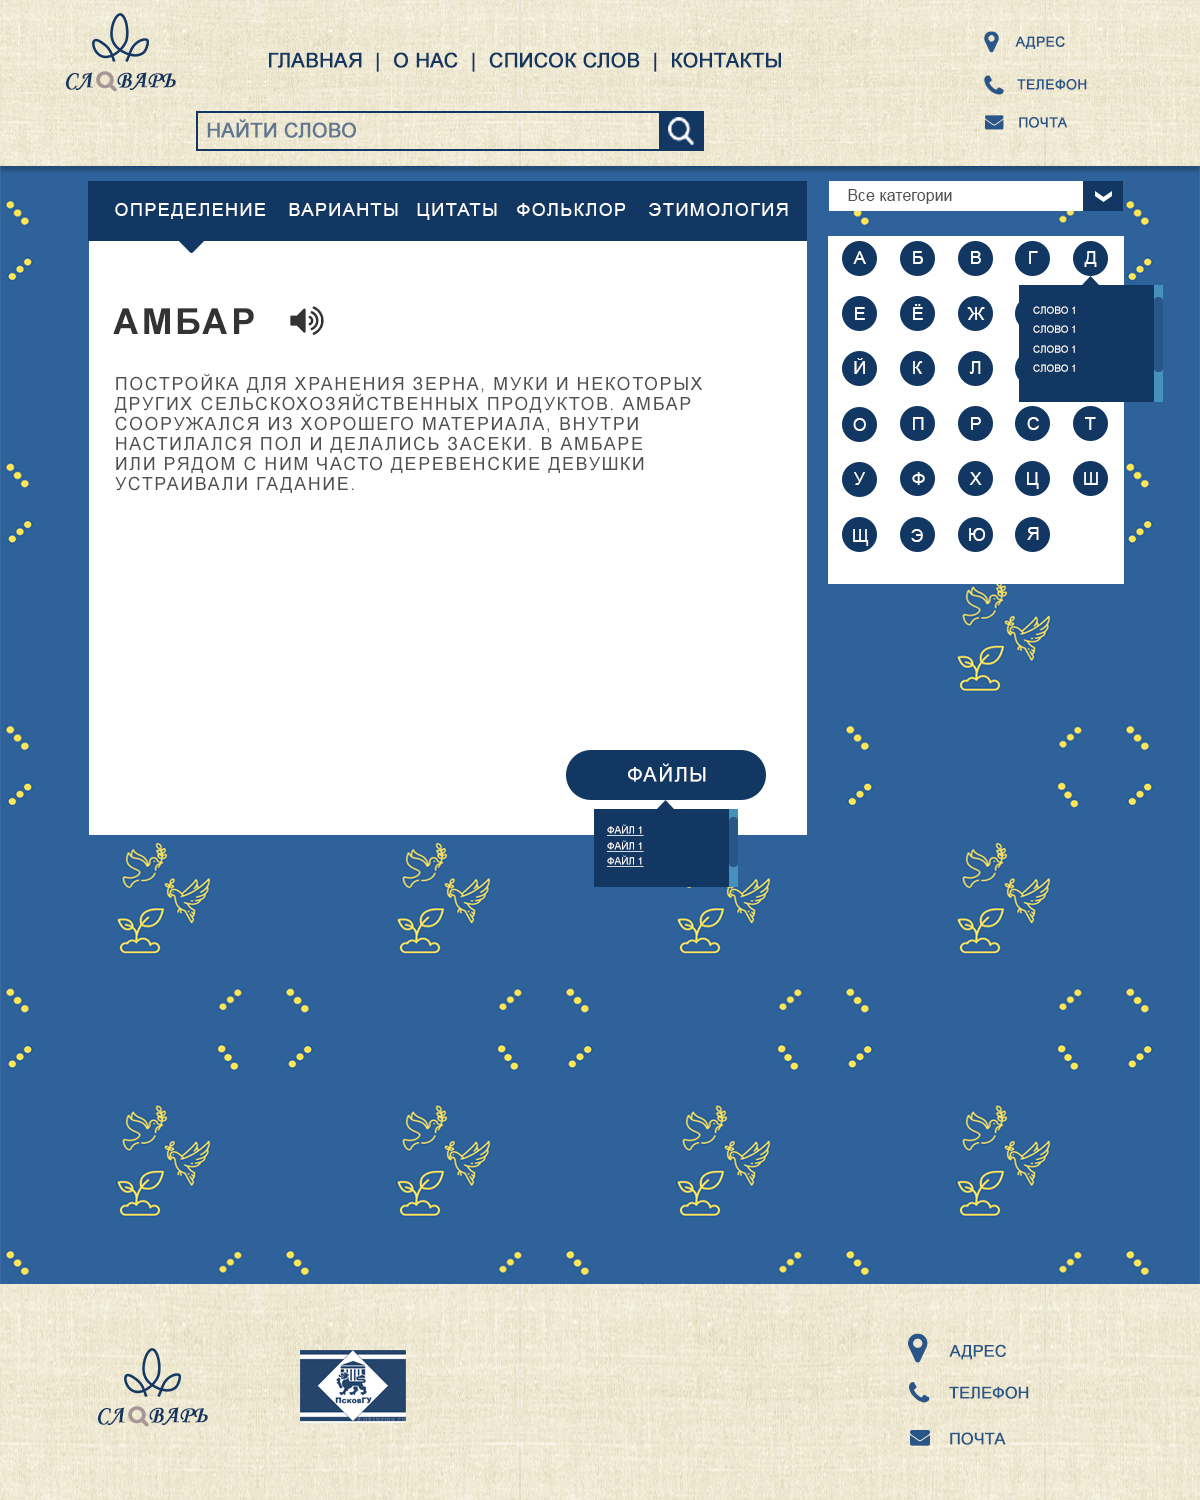 СЛОВАРЬ
ГЛАВНАЯ | О НАС | СПИСОК СЛОВ | КОНТАКТЫ
АДРЕС
ТЕЛЕФОН
ПОЧТА
НАЙТИ СЛОВО
ОПРЕДЕЛЕНИЕ ВАРИАНТЫ ЦИТАТЫ ФОЛЬКЛОР ЭТИМОЛОГИЯ
АМБАР
ПОСТРОЙКА ДЛЯ ХРАНЕНИЯ ЗЕРНА, МУКИ И НЕКОТОРЫХ
ДРУГИХ СЕЛЬСКОХОЗЯЙСТВЕННЫХ ПРОДУКТОВ. АМБАР
СООРУЖАЛСЯ ИЗ ХОРОШЕГО МАТЕРИАЛА, ВНУТРИ
НАСТИЛАЛСЯ ПОЛ И ДЕЛАЛИСЬ ЗАСЕКИ. В АМБАРЕ
ИЛИ РЯДОМ С НИМ ЧАСТО ДЕРЕВЕНСКИЕ ДЕВУШКИ
УСТРАИВАЛИ ГАДАНИЕ.
ФАЙЛЫ
ФАЙЛ 1
ФАЙЛ 1
ФАЙЛ 1
Все категории
А Б В Г Д
Е Ё Ж
Й К Л
СЛОВО 1
СЛОВО 1
СЛОВО 1
СЛОВО 1
О П Р С Т
У Ф Х Ц Ш
Щ Э Ю Я
СЛОВАРЬ
ПсковГУ
АДРЕС
ТЕЛЕФОН
ПОЧТА